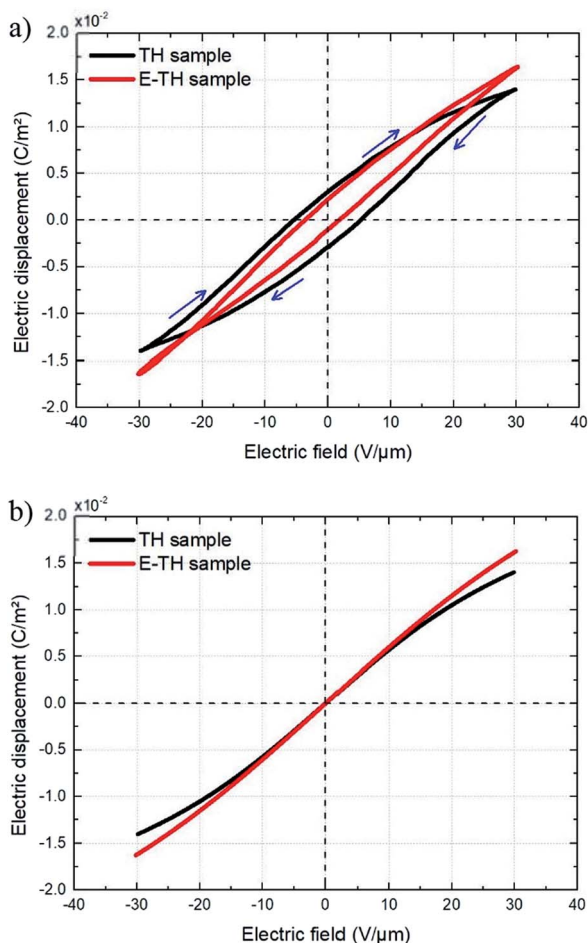 a)
2.0 x10⁻²
TH sample
E-TH sample
1.5
1.0
0.5
0.0
-0.5
-1.0
-1.5
-2.0
Electric displacement (C/m²)
-40 -30 -20 -10 0 10 20 30 40
Electric field (V/µm)
b)
2.0 x10⁻²
TH sample
E-TH sample
1.5
1.0
0.5
0.0
-0.5
-1.0
-1.5
-2.0
Electric displacement (C/m²)
-40 -30 -20 -10 0 10 20 30 40
Electric field (V/µm)